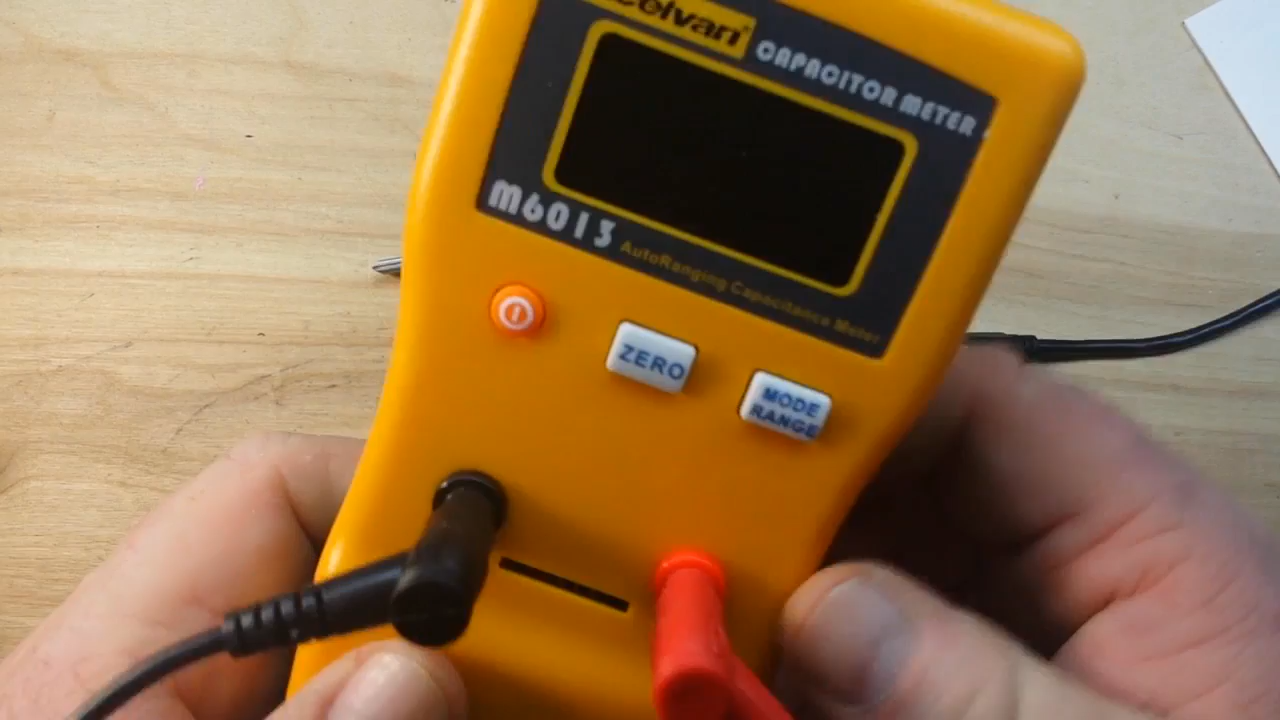 CAPACITOR METER
M6013
AutoRanging Capacitance Meter
ZERO
MODE
RANGE